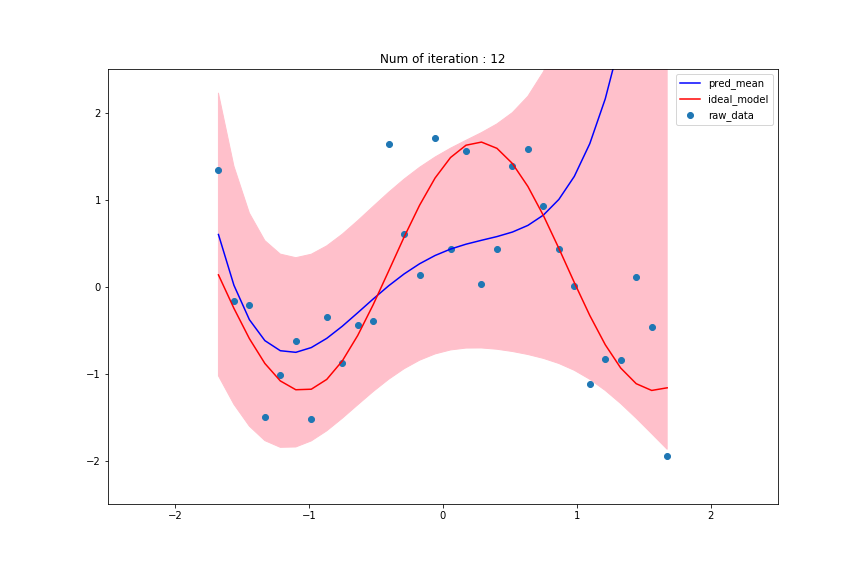 Num of iteration : 12
pred_mean
ideal_model
raw_data
2
1
0
−1
−2
−2
−1
0
1
2